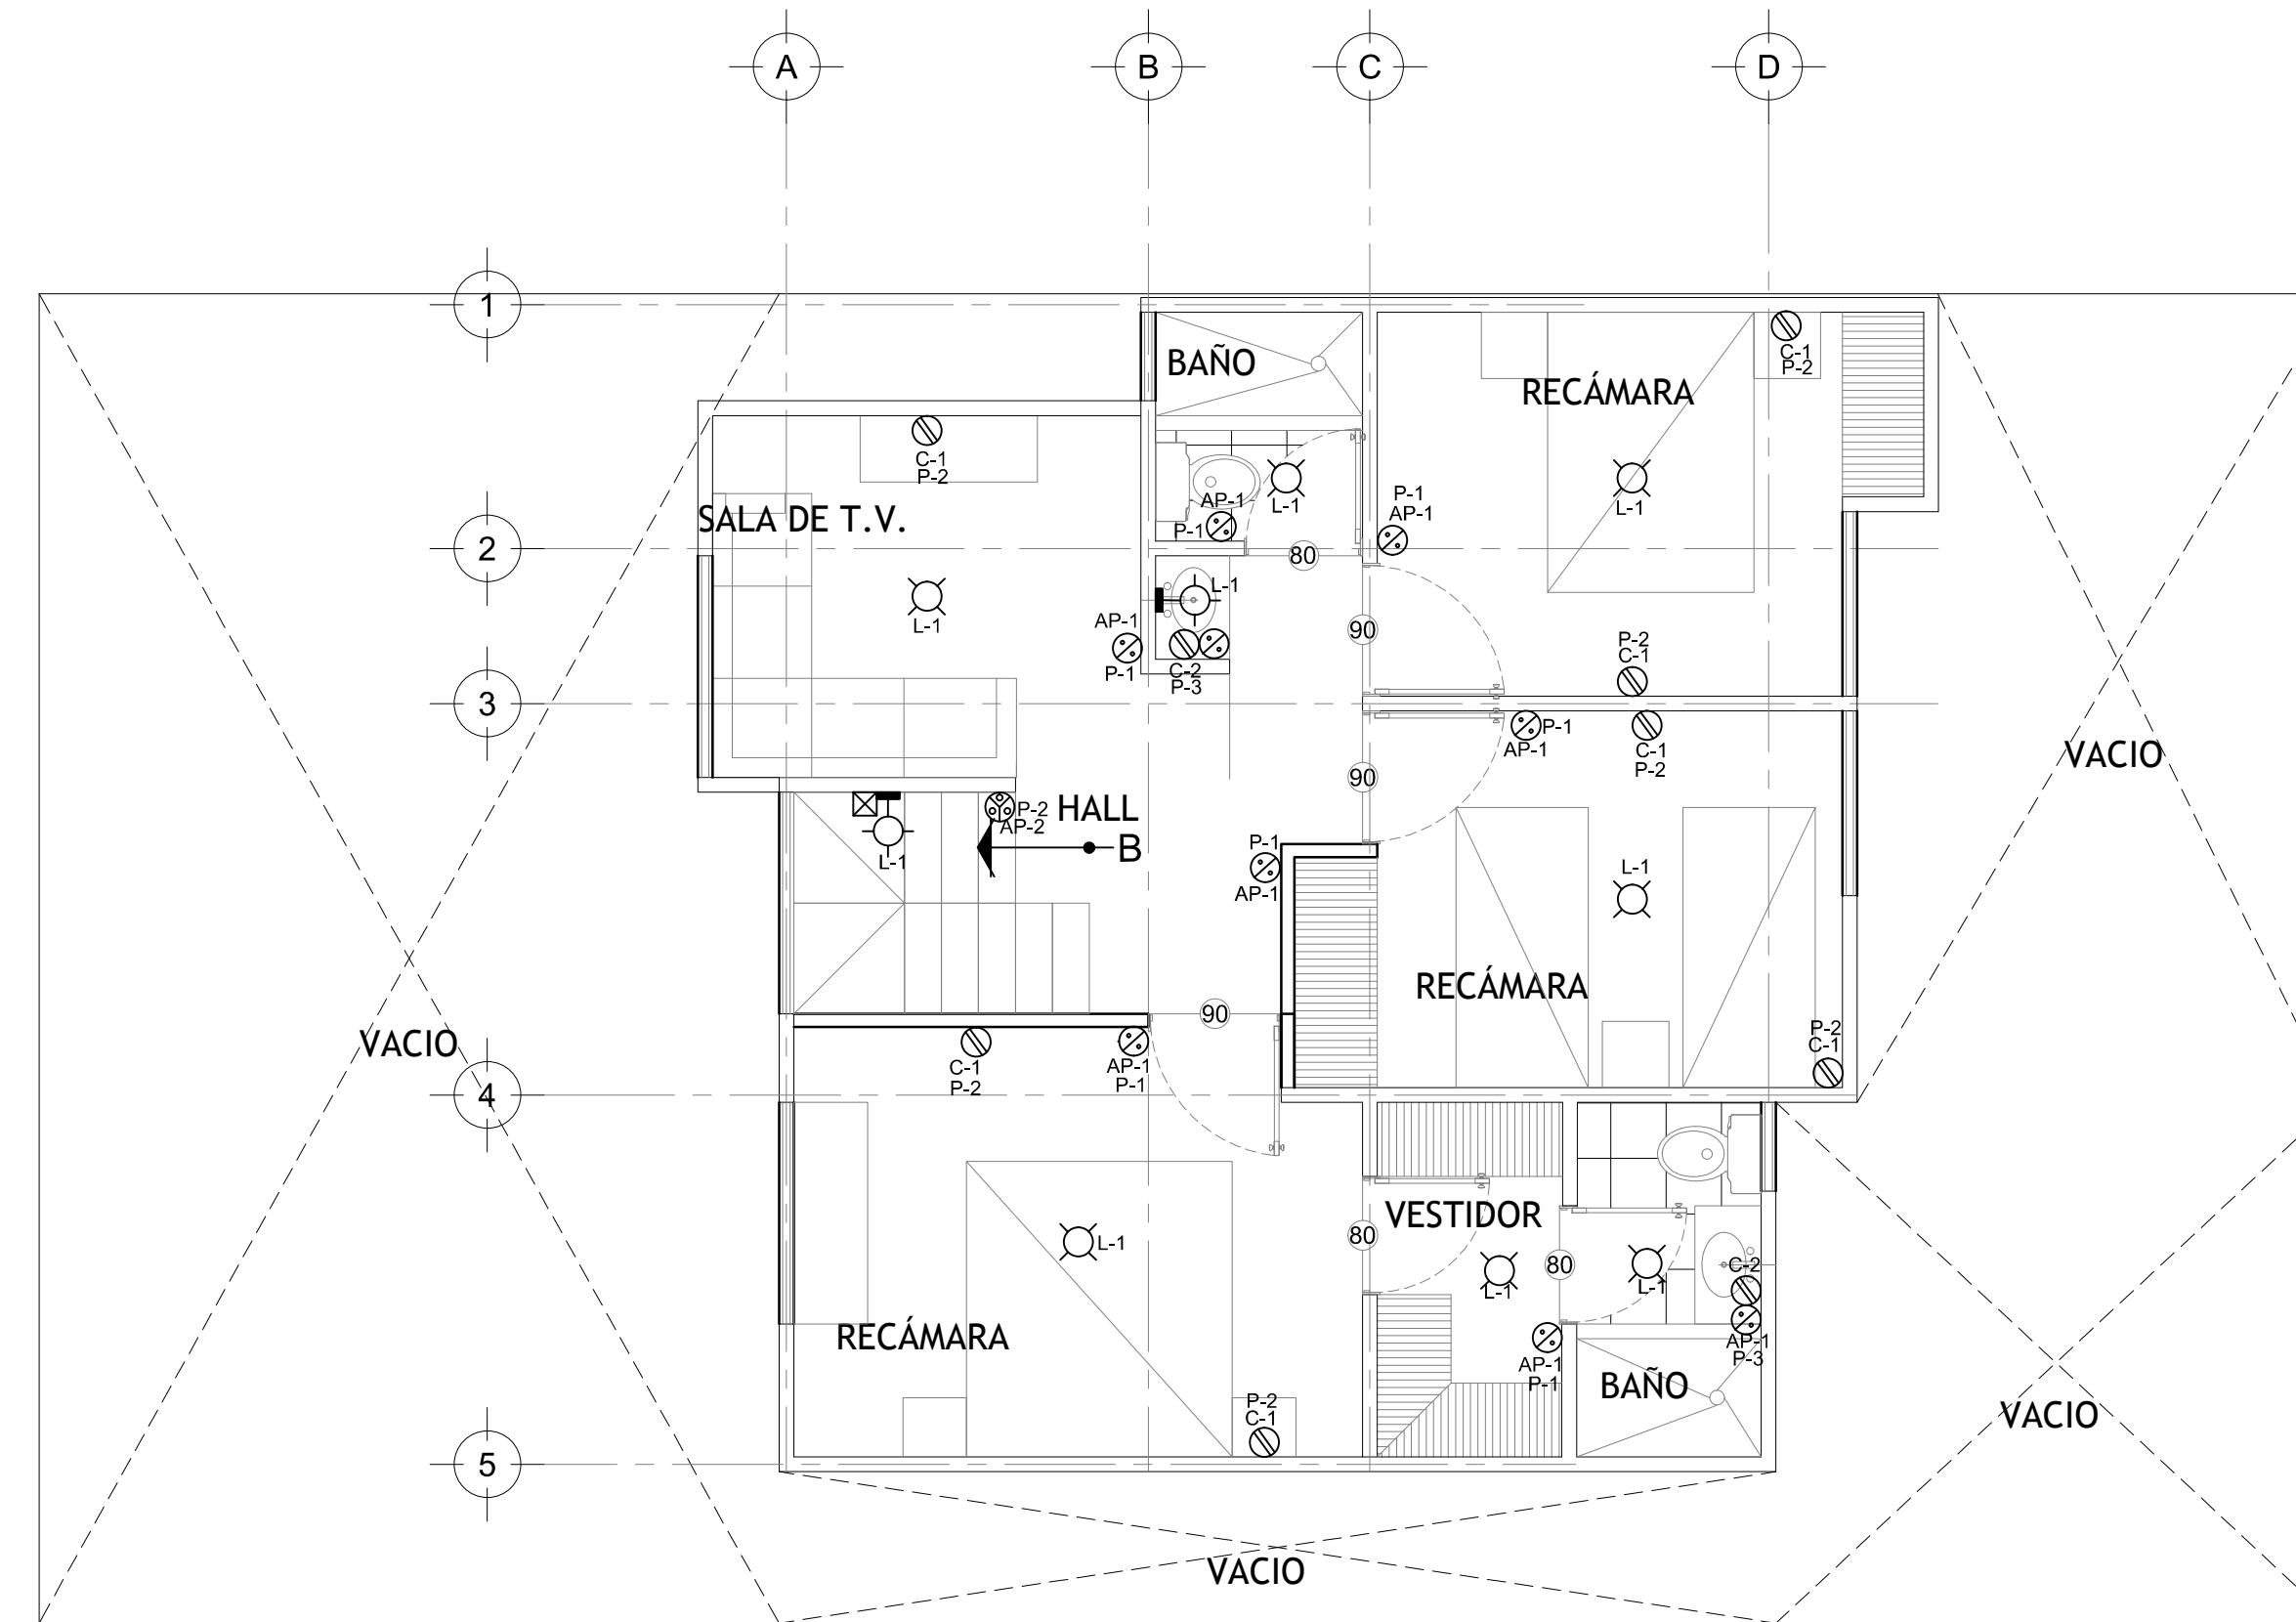 A
B
C
D
1
BAÑO
C-1
P-2
RECÁMARA
C-1
P-2
SALA DE T.V.
AP-1
L-1
P-1
P-1
AP-1
L-1
2
80
L-1
L-1
AP-1
P-1
C-2
P-3
90
P-2
C-1
3
P-1
AP-1
C-1
P-2
VACIO
90
P-2
AP-2
HALL
B
L-1
P-1
AP-1
L-1
RECÁMARA
90
P-2
C-1
VACIO
C-1
P-2
AP-1
P-1
4
VESTIDOR
80
L-1
80
L-1
L-1
C-2
RECÁMARA
AP-1
P-3
AP-1
P-1
BAÑO
P-2
C-1
VACIO
5
VACIO